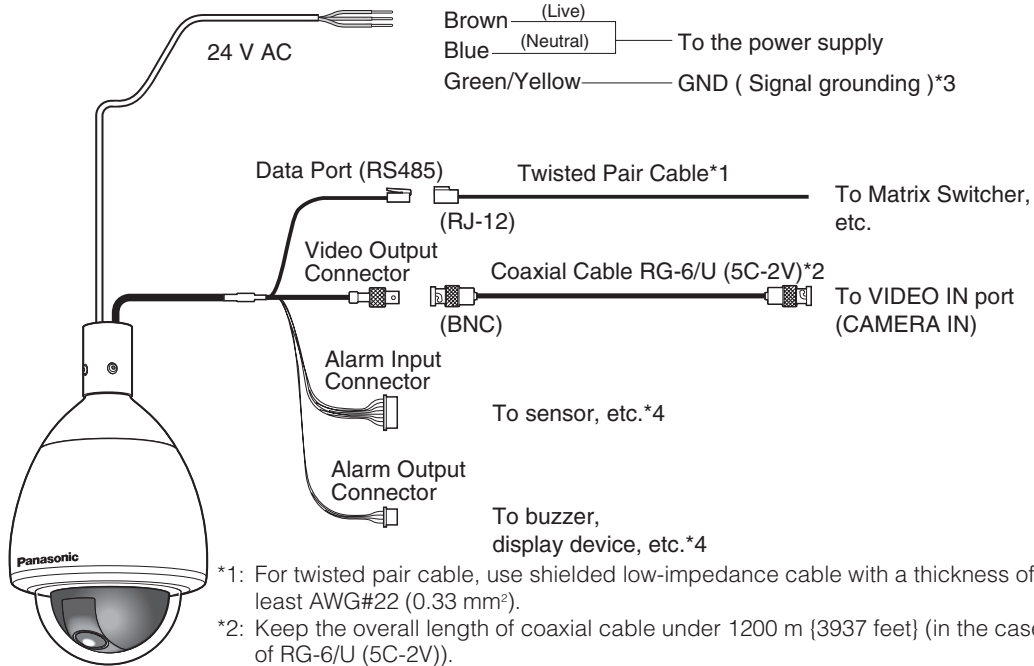 Brown (Live)
Blue (Neutral)
To the power supply
24 V AC
Green/Yellow GND ( Signal grounding )*3
Data Port (RS485)
Twisted Pair Cable*1
(RJ-12)
To Matrix Switcher,
etc.
Video Output
Connector
Coaxial Cable RG-6/U (5C-2V)*2
(BNC)
To VIDEO IN port
(CAMERA IN)
Alarm Input
Connector
To sensor, etc.*4
Alarm Output
Connector
To buzzer,
display device, etc.*4
Panasonic
*1: For twisted pair cable, use shielded low-impedance cable with a thickness of
least AWG#22 (0.33 mm²).
*2: Keep the overall length of coaxial cable under 1200 m {3937 feet} (in the case
of RG-6/U (5C-2V)).